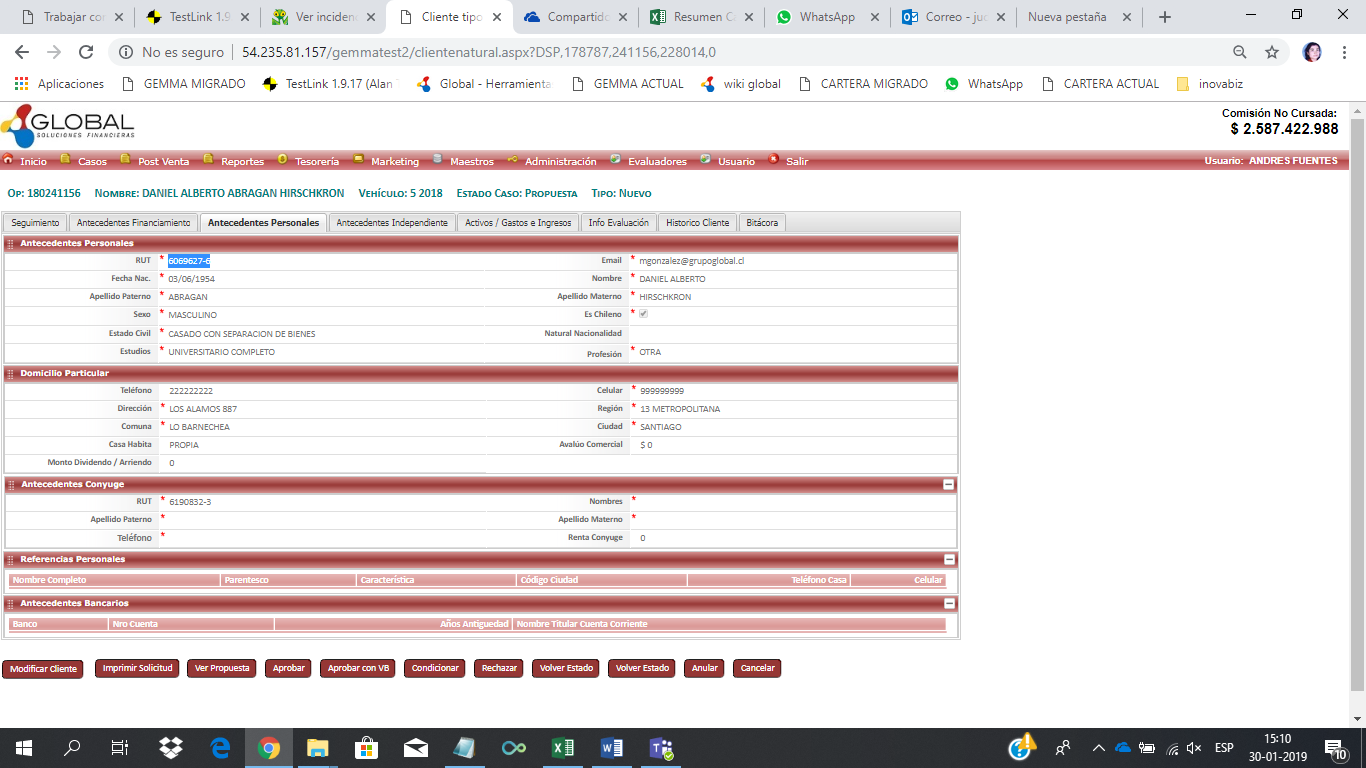 Trabajar con
TestLink 1.9
Ver inciden
Cliente tipo
Compartido
Resumen C
WhatsApp
Correo - juc
Nueva pestaña
No es seguro | 54.235.81.157/gemmatest2/clientenatural.aspx?DSP,178787,241156,228014,0
Aplicaciones GEMMA MIGRADO TestLink 1.9.17 (Alan Global - Herramienta: GEMMA ACTUAL wiki global CARTERA MIGRADO WhatsApp CARTERA ACTUAL inovabiz
GLOBAL
SOLUCIONES FINANCIERAS
Comisión No Cursada:
$ 2.587.422.988
Inicio Casos Post Venta Reportes Tesorería Marketing Maestros Administración Evaluadores Usuario Salir Usuario: ANDRES FUENTES
OP: 180241156 NOMBRE: DANIEL ALBERTO ABRAGAN HIRSCHKRON VEHÍCULO: 5 2018 ESTADO CASO: PROPUESTA TIPO: NUEVO
Seguimiento Antecedentes Financiamiento Antecedentes Personales Antecedentes Independiente Activos / Gastos e Ingresos Info Evaluación Historico Cliente Bitácora
Antecedentes Personales
RUT * 6069627-6 Email * mgonzalez@grupoglobal.cl
Fecha Nac. * 03/06/1954 Nombre * DANIEL ALBERTO
Apellido Paterno * ABRAGAN Apellido Materno * HIRSCHKRON
Sexo * MASCULINO Es Chileno *
Estado Civil * CASADO CON SEPARACION DE BIENES Natural Nacionalidad
Estudios * UNIVERSITARIO COMPLETO Profesión * OTRA
Domicilio Particular
Teléfono 222222222 Celular * 999999999
Dirección * LOS ALAMOS 887 Región * 13 METROPOLITANA
Comuna * LO BARNECHEA Ciudad * SANTIAGO
Casa Habita PROPIA Avalúo Comercial $ 0
Monto Dividendo / Arriendo 0
Antecedentes Conyuge
RUT * 6190832-3 Nombres *
Apellido Paterno * Apellido Materno *
Teléfono * Renta Conyuge 0
Referencias Personales
Nombre Completo Parentesco Característica Código Ciudad Teléfono Casa Celular
Antecedentes Bancarios
Banco Nro Cuenta Años Antiguedad Nombre Titular Cuenta Corriente
Modificar Cliente Imprimir Solicitud Ver Propuesta Aprobar Aprobar con VB Condicionar Rechazar Volver Estado Volver Estado Anular Cancelar
ESP
15:10
30-01-2019
10